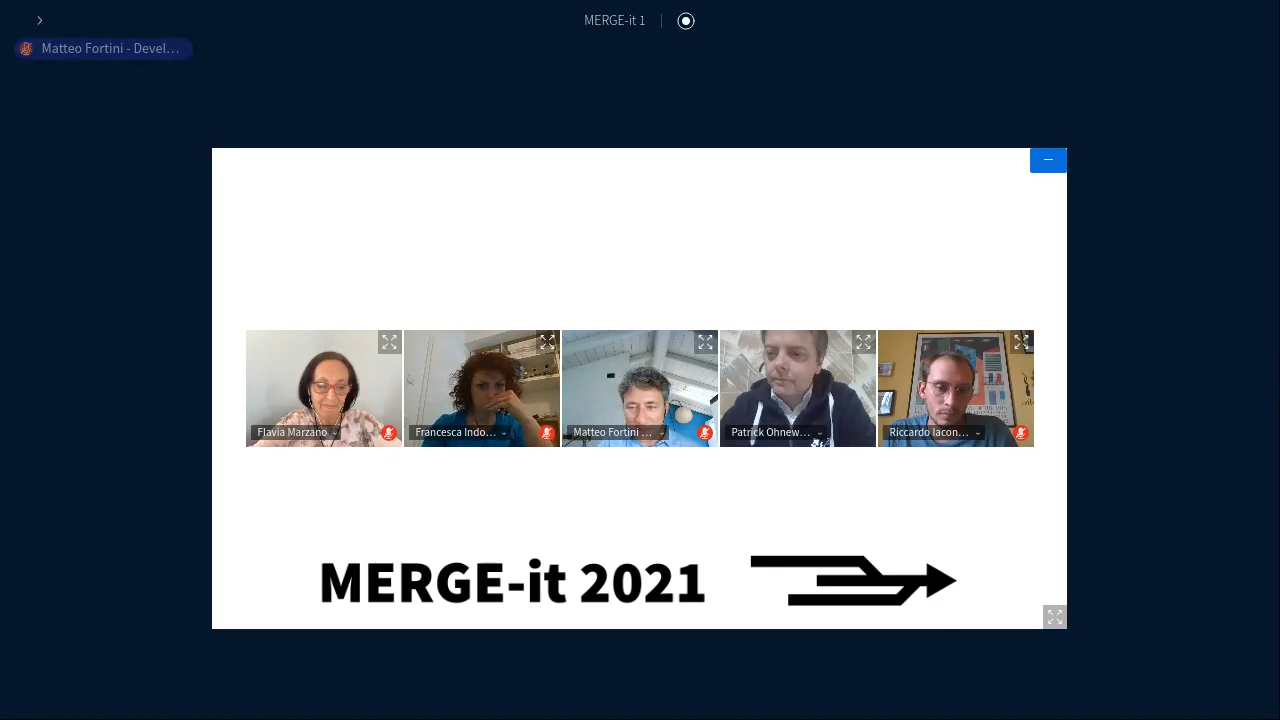 MERGE-it 1
Matteo Fortini - Devel...
Flavia Marzano
Francesca Indo...
Matteo Fortini ...
Patrick Ohnew...
Riccardo Iacon...
MERGE-it 2021